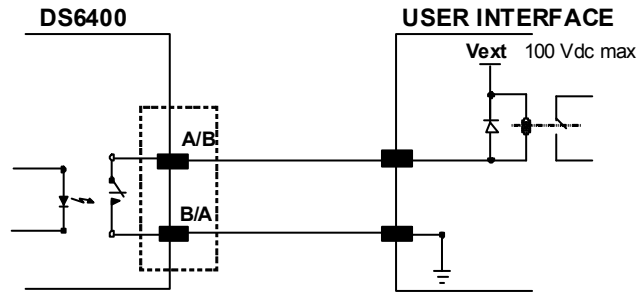 DS6400
USER INTERFACE
Vext 100 Vdc max
A/B
B/A